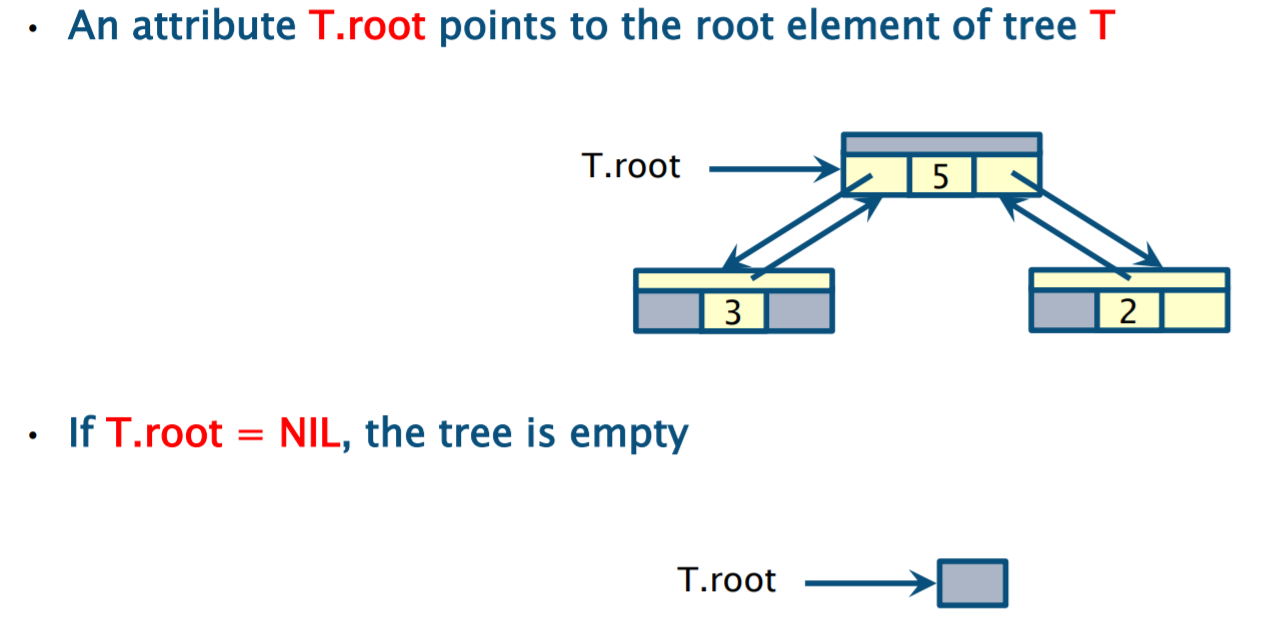 • An attribute T.root points to the root element of tree T
T.root
5
3
2
• If T.root = NIL, the tree is empty
T.root